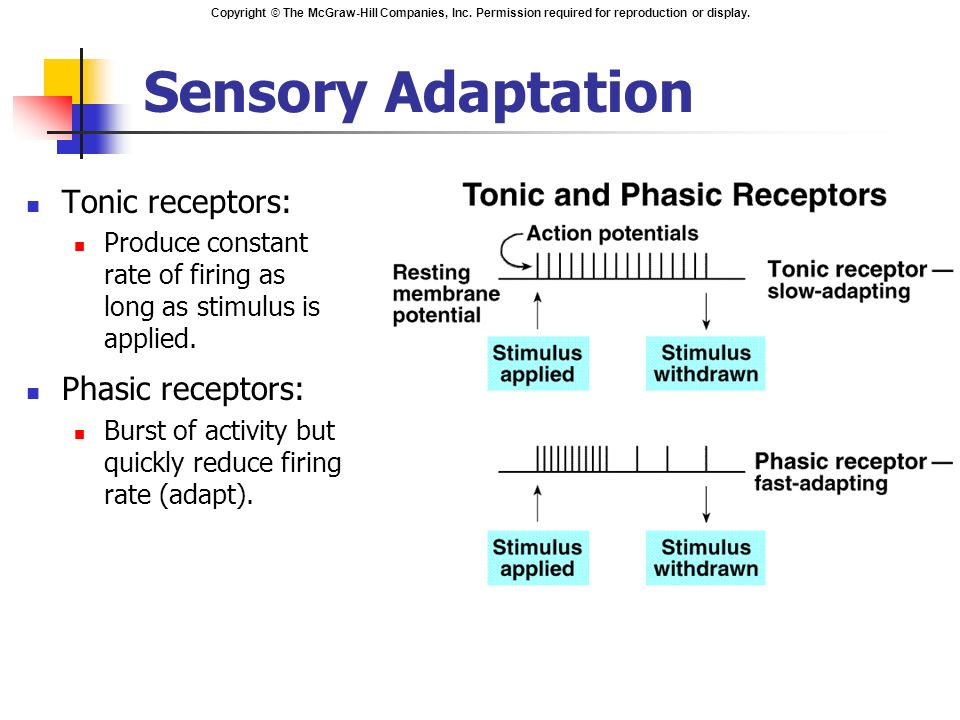 Copyright © The McGraw-Hill Companies, Inc. Permission required for reproduction or display.
Sensory Adaptation
Tonic receptors:
Produce constant
rate of firing as
long as stimulus is
applied.
Phasic receptors:
Burst of activity but
quickly reduce firing
rate (adapt).
Tonic and Phasic Receptors
Action potentials
Resting
membrane
potential
Tonic receptor—
slow-adapting
Stimulus
applied
Stimulus
withdrawn
Phasic receptor—
fast-adapting
Stimulus
applied
Stimulus
withdrawn